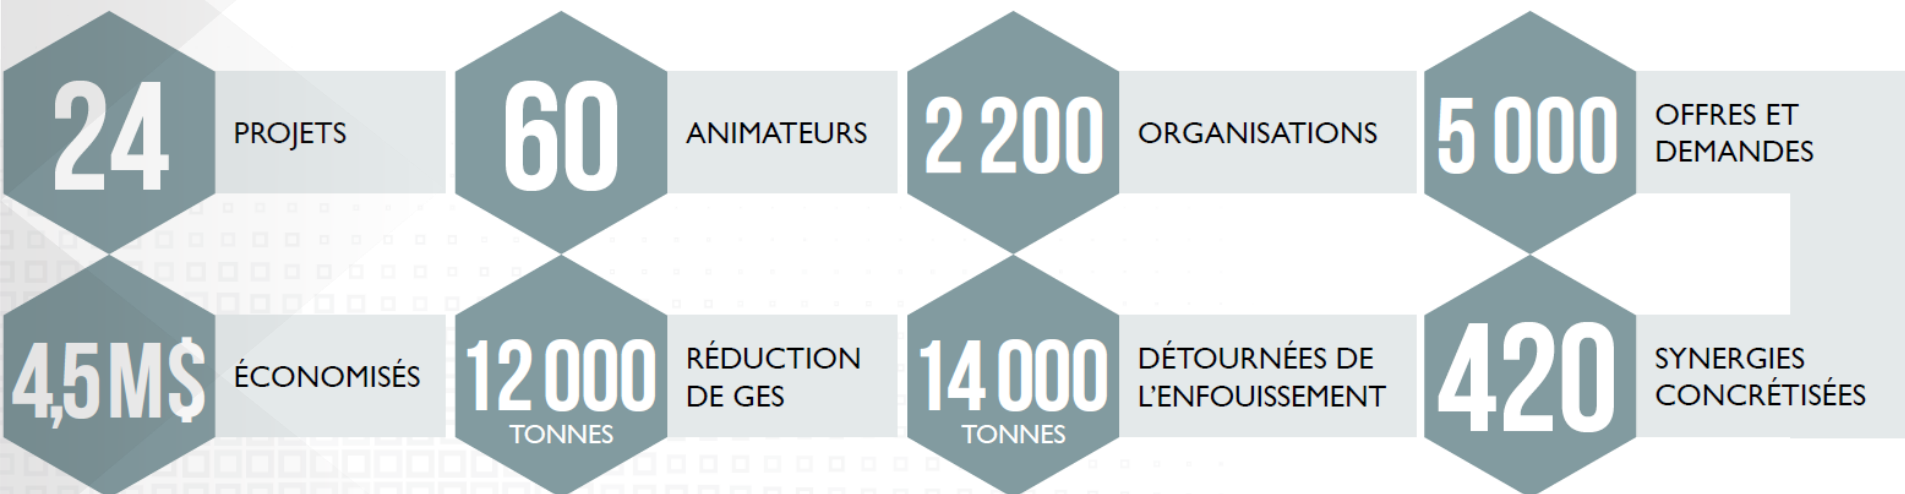 24
PROJETS
60
ANIMATEURS
2 200
ORGANISATIONS
5 000
OFFRES ET
DEMANDES
4,5 M$
ÉCONOMISÉS
12 000
TONNES
RÉDUCTION
DE GES
14 000
TONNES
DÉTOURNÉES DE
L'ENFOUISSEMENT
420
SYNERGIES
CONCRÉTISÉES